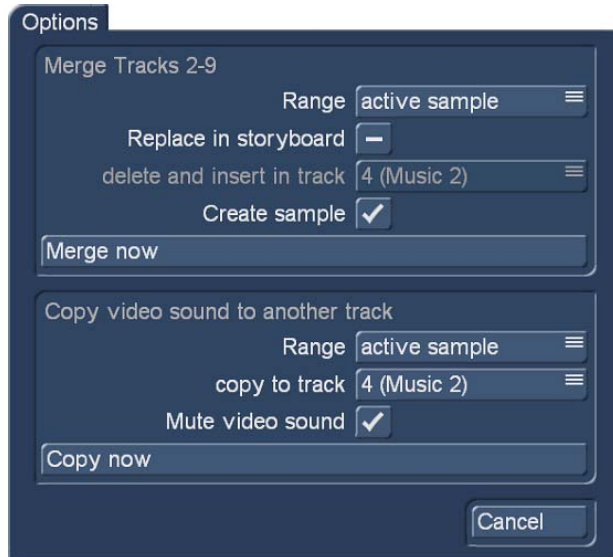 Options
Merge Tracks 2-9
Range active sample
Replace in storyboard
delete and insert in track 4 (Music 2)
Create sample
Merge now
Copy video sound to another track
Range active sample
copy to track 4 (Music 2)
Mute video sound
Copy now
Cancel